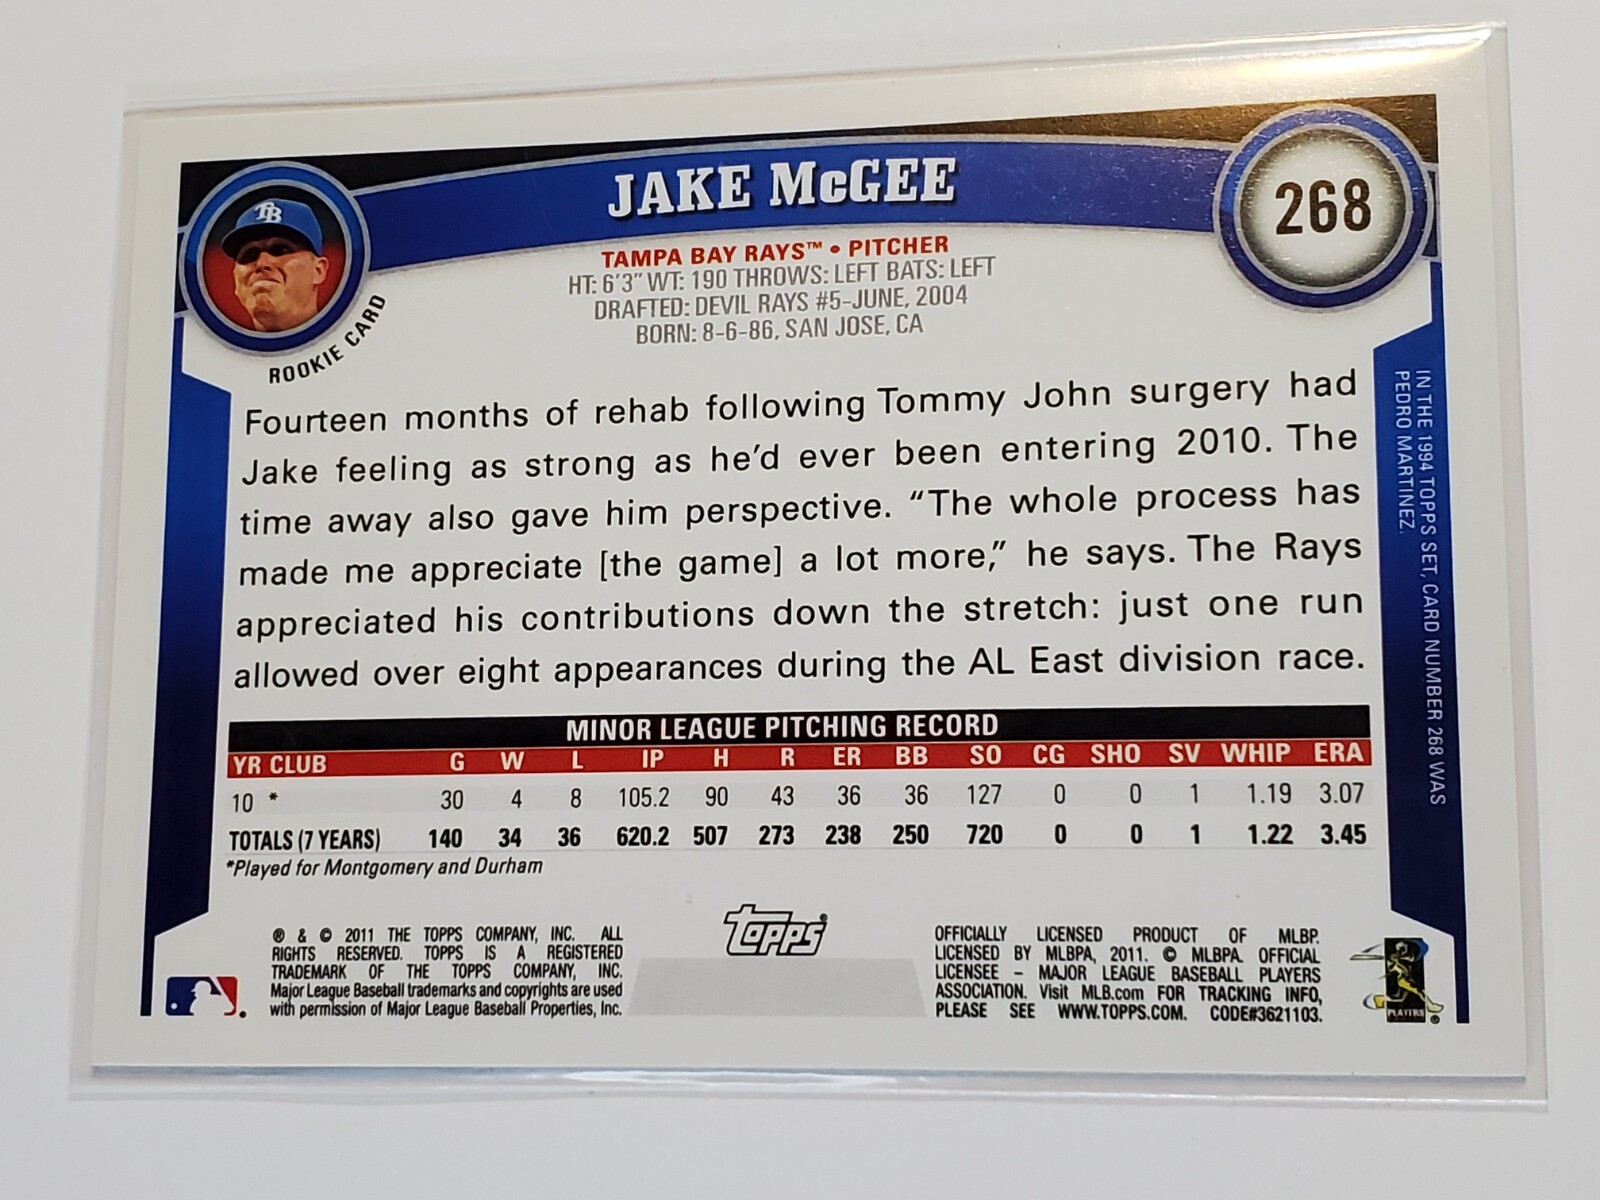 JAKE McGEE
268
TB
ROOKIE CARD
TAMPA BAY RAYS™ • PITCHER
HT: 6'3" WT: 190 THROWS: LEFT BATS: LEFT
DRAFTED: DEVIL RAYS #5-JUNE, 2004
BORN: 8-6-86, SAN JOSE, CA
Fourteen months of rehab following Tommy John surgery had
Jake feeling as strong as he'd ever been entering 2010. The
time away also gave him perspective. “The whole process has
made me appreciate [the game] a lot more,” he says. The Rays
appreciated his contributions down the stretch: just one run
allowed over eight appearances during the AL East division race.
IN THE 1994 TOPPS SET, CARD NUMBER 268 WAS
PEDRO MARTINEZ.
MINOR LEAGUE PITCHING RECORD
YR CLUB G W L IP H R ER BB SO CG SHO SV WHIP ERA
10 * 30 4 8 105.2 90 43 36 36 127 0 0 1 1.19 3.07
TOTALS (7 YEARS) 140 34 36 620.2 507 273 238 250 720 0 0 1 1.22 3.45
*Played for Montgomery and Durham
® & © 2011 THE TOPPS COMPANY, INC. ALL
RIGHTS RESERVED. TOPPS IS A REGISTERED
TRADEMARK OF THE TOPPS COMPANY, INC.
Major League Baseball trademarks and copyrights are used
with permission of Major League Baseball Properties, Inc.
topps®
OFFICIALLY LICENSED PRODUCT OF MLBP.
LICENSED BY MLBPA, 2011. © MLBPA. OFFICIAL
LICENSEE – MAJOR LEAGUE BASEBALL PLAYERS
ASSOCIATION. Visit MLB.com FOR TRACKING INFO,
PLEASE SEE WWW.TOPPS.COM. CODE#3621103.
PLAYERS